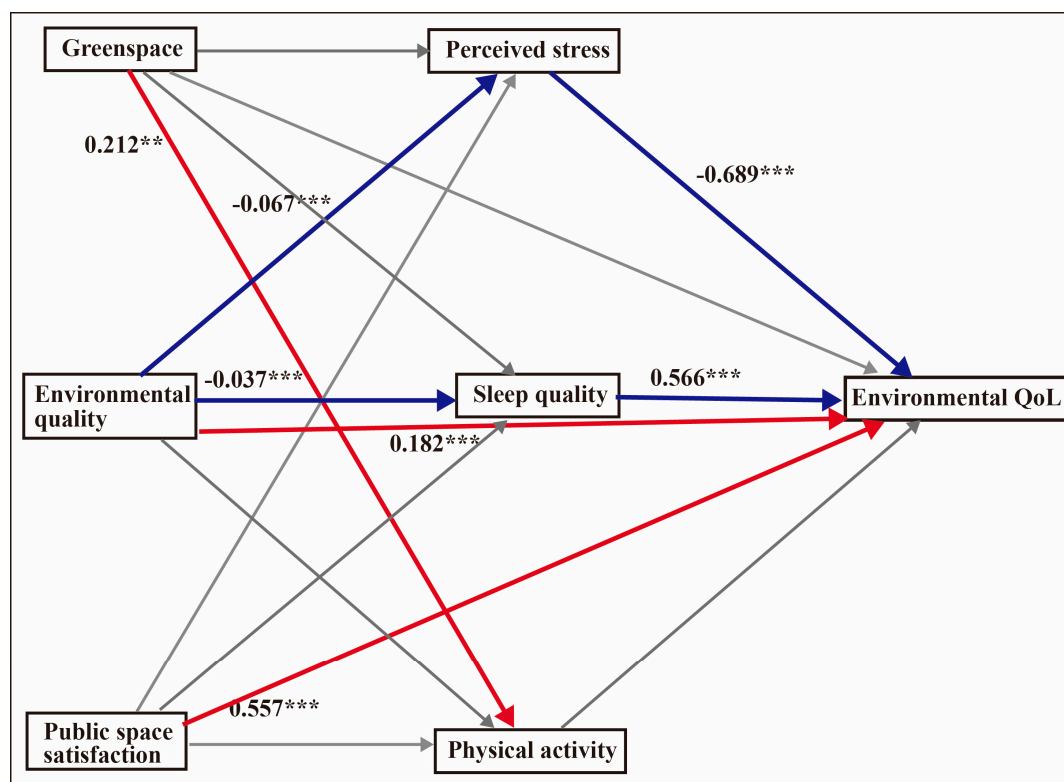 Greenspace
Perceived stress
0.212**
-0.689***
-0.067***
Environmental
quality
-0.037***
Sleep quality
0.566***
Environmental QoL
0.182***
0.557***
Public space
satisfaction
Physical activity